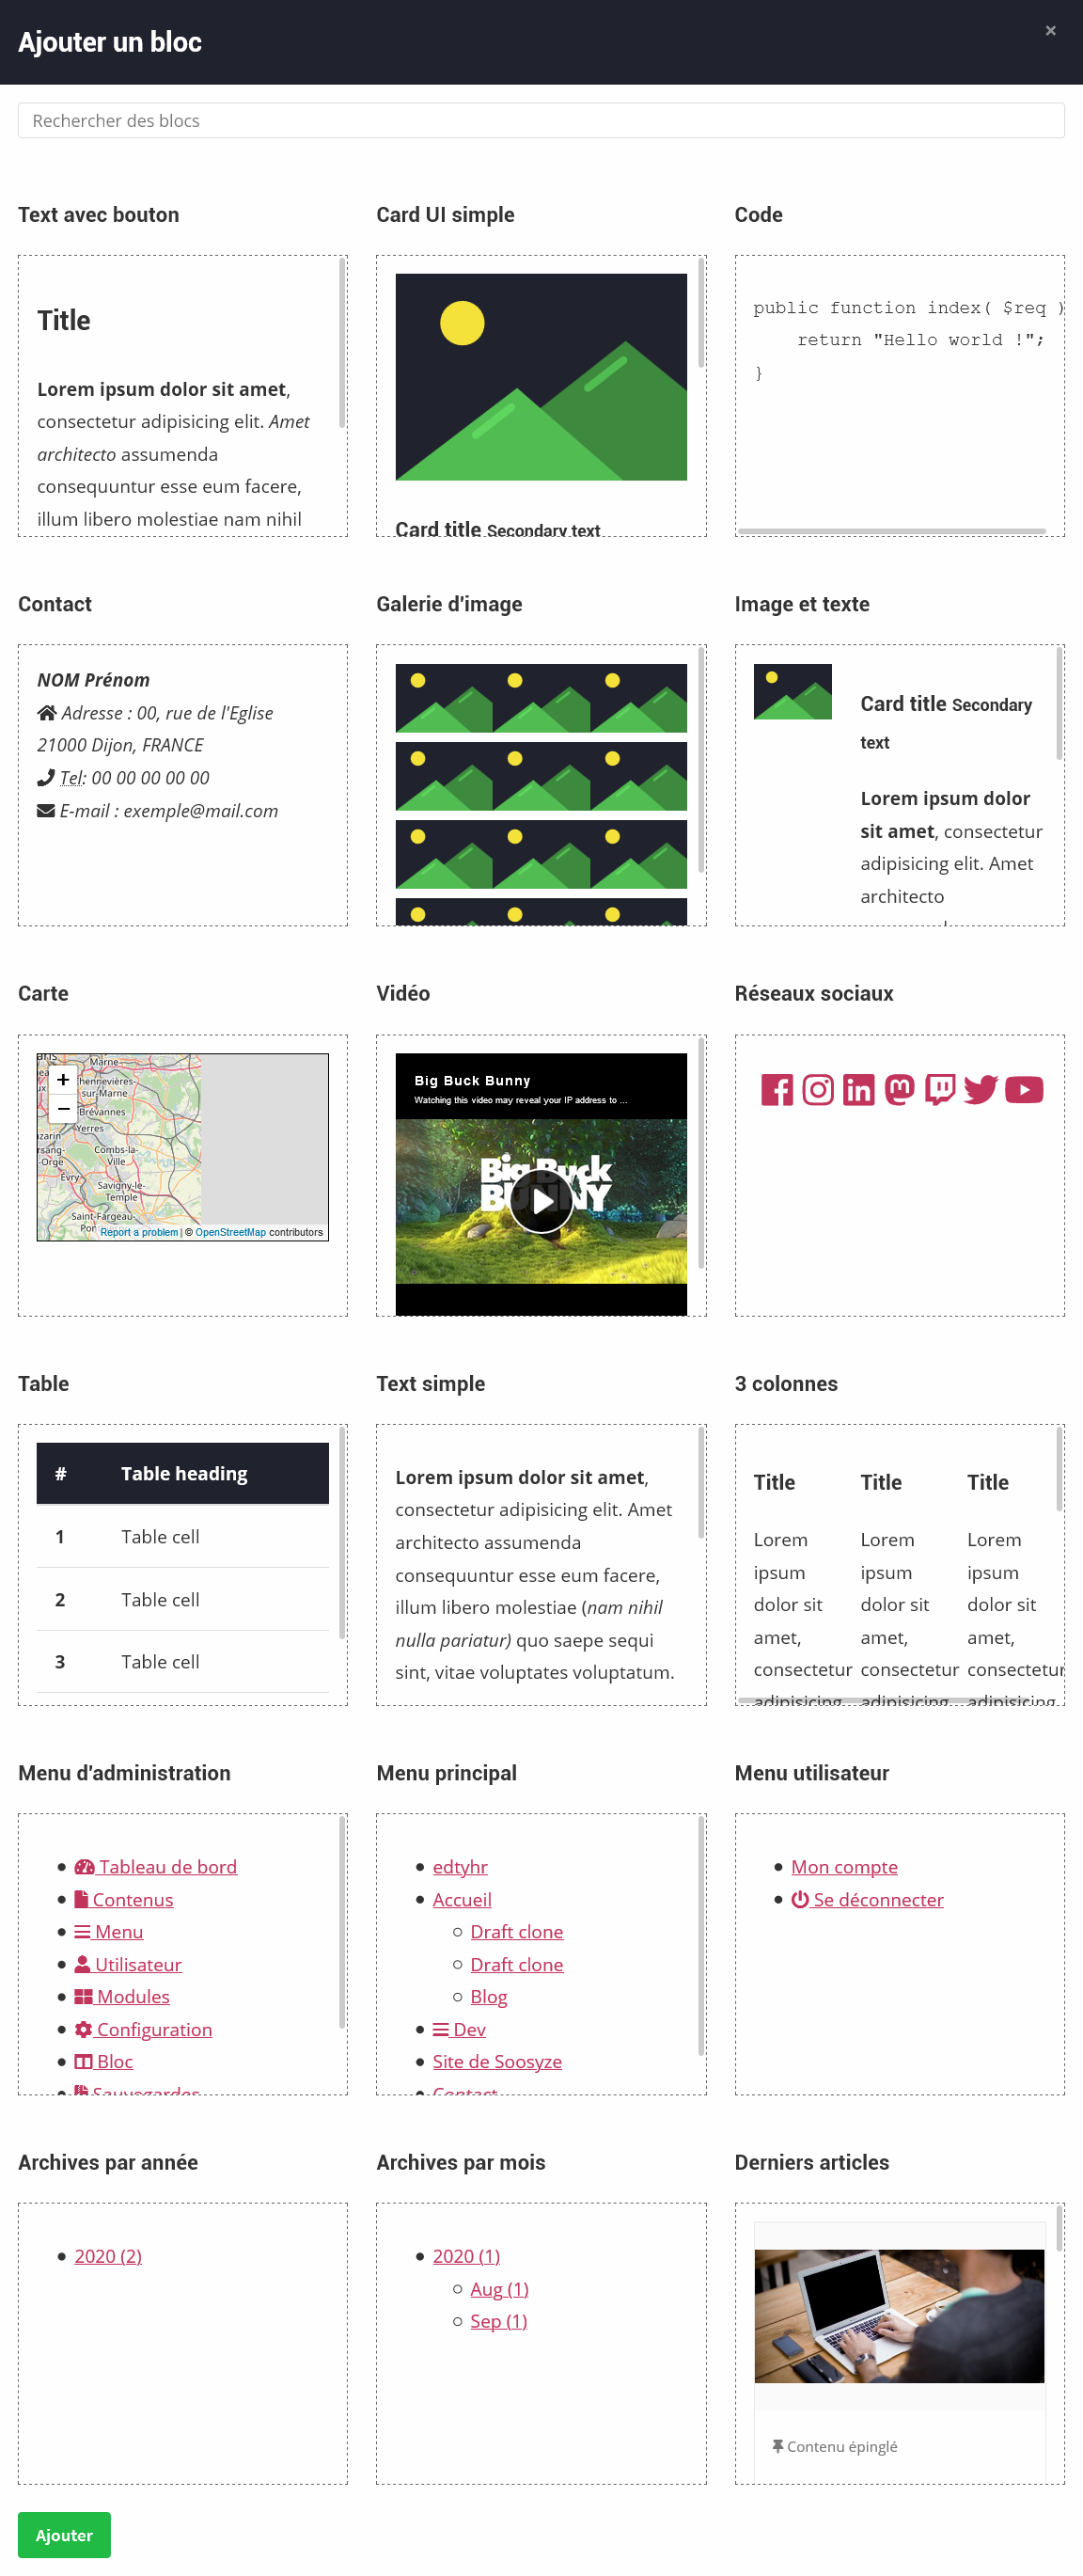 Ajouter un bloc
×
Rechercher des blocs
Text avec bouton
Title
Lorem ipsum dolor sit amet,
consectetur adipisicing elit. Amet
architecto assumenda
consequuntur esse eum facere,
illum libero molestiae nam nihil
Card UI simple
Card title Secondary text
Code
public function index( $req )
return "Hello world !";
}
Contact
NOM Prénom
Adresse : 00, rue de l'Eglise
21000 Dijon, FRANCE
Tel: 00 00 00 00 00
E-mail : exemple@mail.com
Galerie d'image
Image et texte
Card title Secondary
text
Lorem ipsum dolor
sit amet, consectetur
adipisicing elit. Amet
architecto
Carte
+
−
Marne
Chennevières-
sur-Marne
Brévannes
Yerres
Combs-la-
Ville
-Orge
Évry
Savigny-le-
Temple
Saint-Fargeau-
Report a problem | © OpenStreetMap contributors
Vidéo
Big Buck Bunny
Watching this video may reveal your IP address to ...
Big Buck
BUNNY
Réseaux sociaux
Table
# Table heading
1 Table cell
2 Table cell
3 Table cell
Text simple
Lorem ipsum dolor sit amet,
consectetur adipisicing elit. Amet
architecto assumenda
consequuntur esse eum facere,
illum libero molestiae (nam nihil
nulla pariatur) quo saepe sequi
sint, vitae voluptates voluptatum.
3 colonnes
Title Title Title
Lorem Lorem Lorem
ipsum ipsum ipsum
dolor sit dolor sit dolor sit
amet, amet, amet,
consectetur consectetur consectetur
adipisicing adipisicing adipisicing
Menu d'administration
Tableau de bord
Contenus
Menu
Utilisateur
Modules
Configuration
Bloc
Sauvegardes
Menu principal
edtyhr
Accueil
Draft clone
Draft clone
Blog
Dev
Site de Soosyze
Contact
Menu utilisateur
Mon compte
Se déconnecter
Archives par année
2020 (2)
Archives par mois
2020 (1)
Aug (1)
Sep (1)
Derniers articles
Contenu épinglé
Ajouter